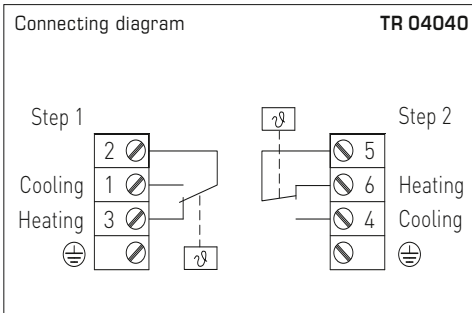 Connecting diagram TR 04040
Step 1
Step 2
ϑ
2
5
Cooling 1
6 Heating
Heating 3
4 Cooling
ϑ